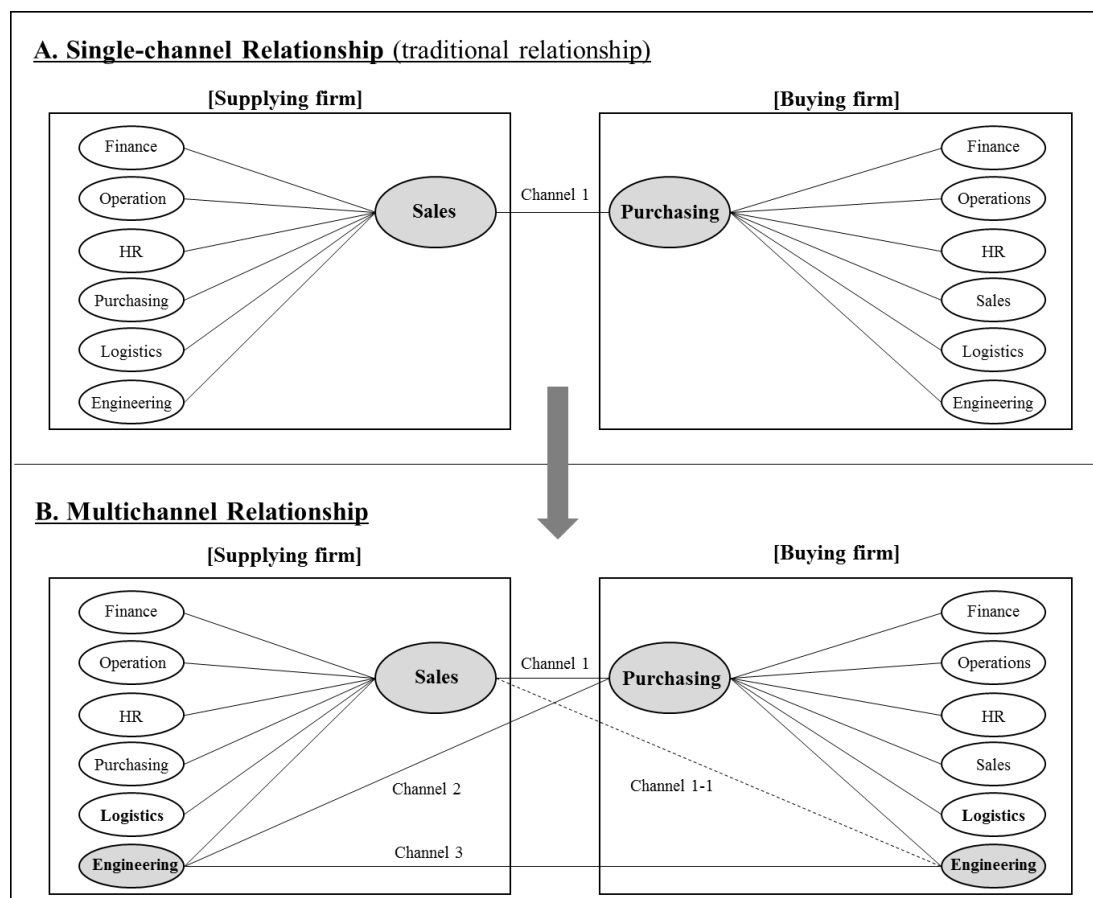 A. Single-channel Relationship (traditional relationship)
[Supplying firm]
[Buying firm]
Finance
Operation
HR
Purchasing
Logistics
Engineering
Sales
Channel 1
Purchasing
Finance
Operations
HR
Sales
Logistics
Engineering
B. Multichannel Relationship
[Supplying firm]
[Buying firm]
Finance
Operation
HR
Purchasing
Logistics
Engineering
Sales
Channel 1
Channel 2
Channel 1-1
Channel 3
Purchasing
Finance
Operations
HR
Sales
Logistics
Engineering